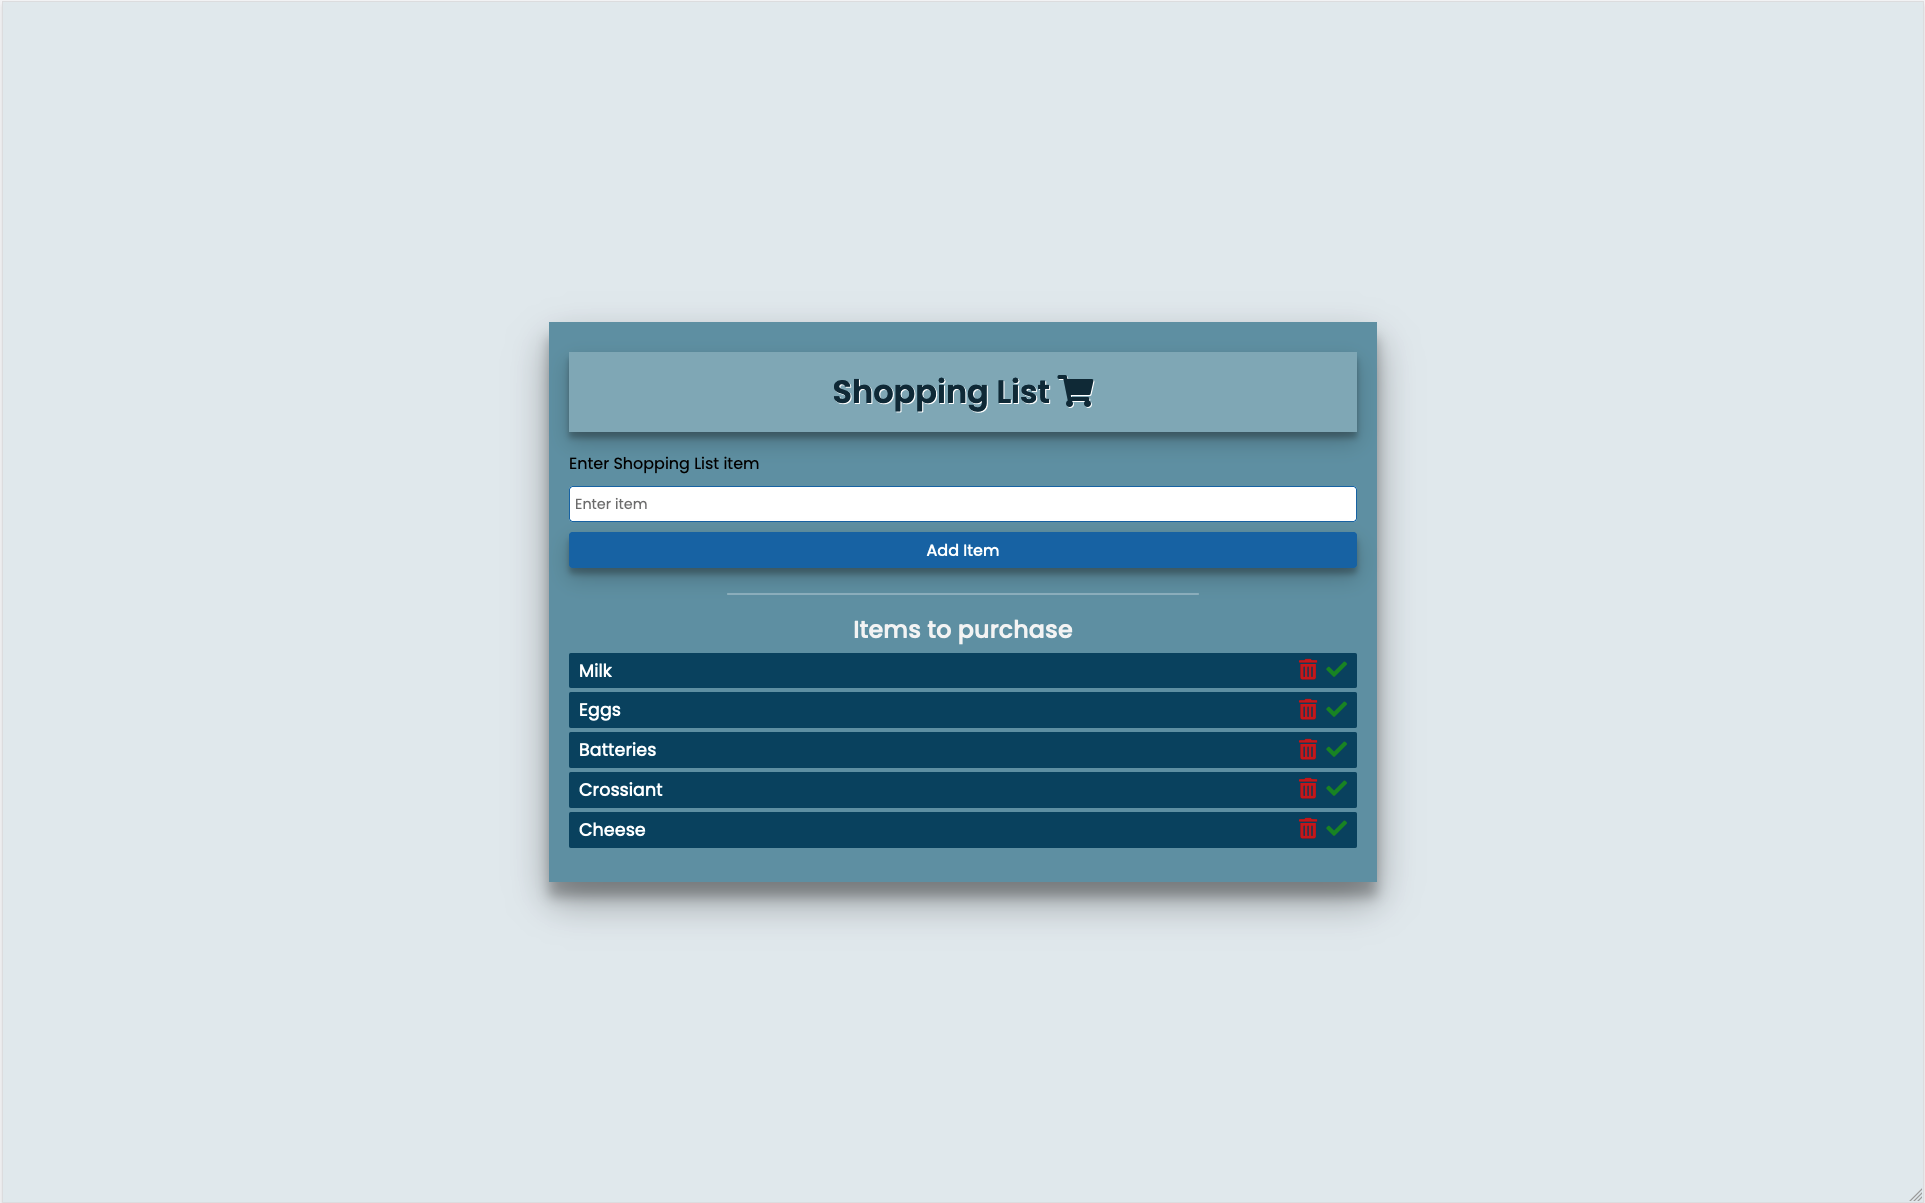 Shopping List
Enter Shopping List item
Enter item
Add Item
Items to purchase
Milk
Eggs
Batteries
Crossiant
Cheese